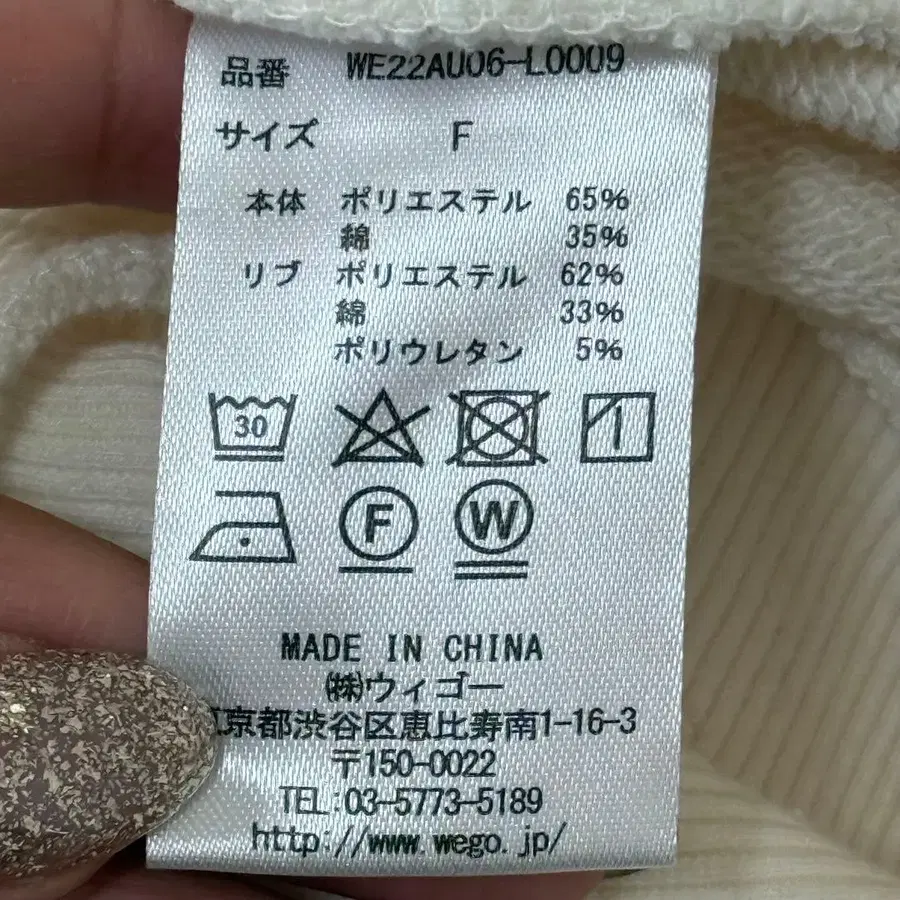 品番 WE22AU06-L0009
サイズ F
本体 ポリエステル 65%
綿 35%
リブ ポリエステル 62%
綿 33%
ポリウレタン 5%
30
F W
MADE IN CHINA
㈱ウィゴー
京都渋谷区恵比寿南1-16-3
〒150-0022
TEL:03-5773-5189
http://www.wego.jp/